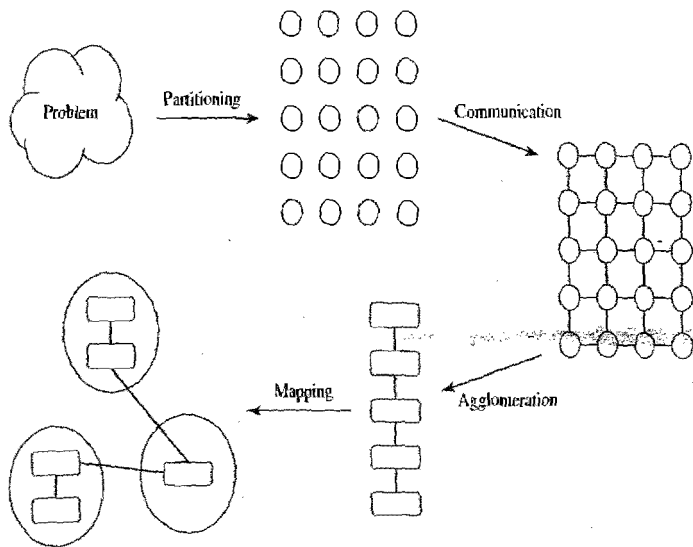 Problem
Partitioning
Communication
Agglomeration
Mapping